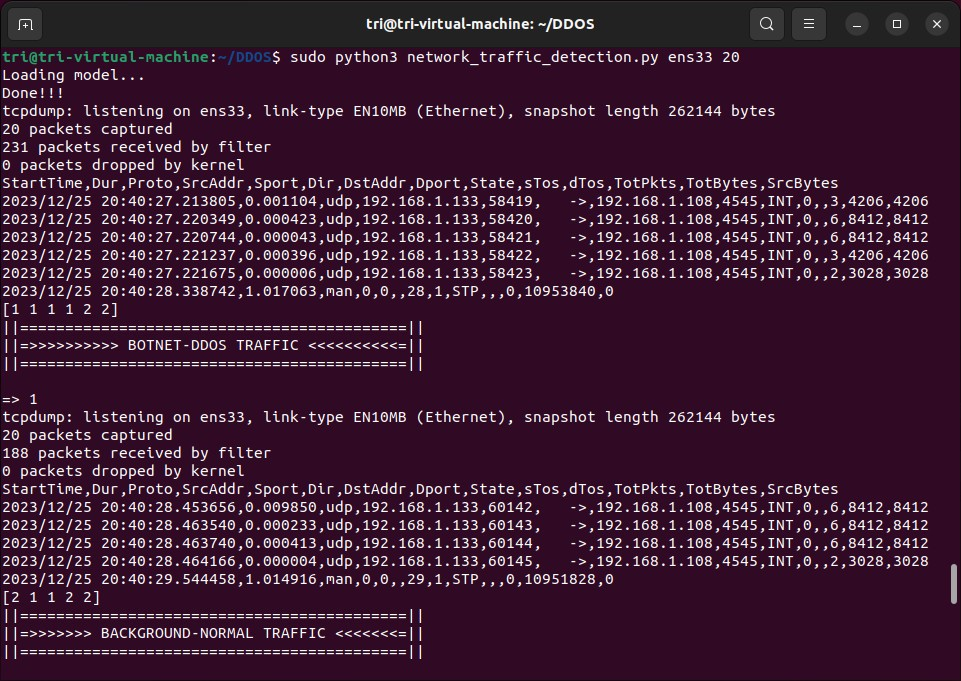 tri@tri-virtual-machine: ~/DDOS
tri@tri-virtual-machine:~/DDOS$ sudo python3 network_traffic_detection.py ens33 20
Loading model...
Done!!!
tcpdump: listening on ens33, link-type EN10MB (Ethernet), snapshot length 262144 bytes
20 packets captured
231 packets received by filter
0 packets dropped by kernel
StartTime,Dur,Proto,SrcAddr,Sport,Dir,DstAddr,Dport,State,sTos,dTos,TotPkts,TotBytes,SrcBytes
2023/12/25 20:40:27.213805,0.001104,udp,192.168.1.133,58419,   ->,192.168.1.108,4545,INT,0,,3,4206,4206
2023/12/25 20:40:27.220349,0.000423,udp,192.168.1.133,58420,   ->,192.168.1.108,4545,INT,0,,6,8412,8412
2023/12/25 20:40:27.220744,0.000043,udp,192.168.1.133,58421,   ->,192.168.1.108,4545,INT,0,,6,8412,8412
2023/12/25 20:40:27.221237,0.000396,udp,192.168.1.133,58422,   ->,192.168.1.108,4545,INT,0,,3,4206,4206
2023/12/25 20:40:27.221675,0.000006,udp,192.168.1.133,58423,   ->,192.168.1.108,4545,INT,0,,2,3028,3028
2023/12/25 20:40:28.338742,1.017063,man,0,0,,28,1,STP,,,0,10953840,0
[1 1 1 1 2 2]
||===========================================||
||=>>>>>>>>>>> BOTNET-DDOS TRAFFIC <<<<<<<<<<=||
||===========================================||
=> 1
tcpdump: listening on ens33, link-type EN10MB (Ethernet), snapshot length 262144 bytes
20 packets captured
188 packets received by filter
0 packets dropped by kernel
StartTime,Dur,Proto,SrcAddr,Sport,Dir,DstAddr,Dport,State,sTos,dTos,TotPkts,TotBytes,SrcBytes
2023/12/25 20:40:28.453656,0.009850,udp,192.168.1.133,60142,   ->,192.168.1.108,4545,INT,0,,6,8412,8412
2023/12/25 20:40:28.463540,0.000233,udp,192.168.1.133,60143,   ->,192.168.1.108,4545,INT,0,,6,8412,8412
2023/12/25 20:40:28.463740,0.000413,udp,192.168.1.133,60144,   ->,192.168.1.108,4545,INT,0,,6,8412,8412
2023/12/25 20:40:28.464166,0.000004,udp,192.168.1.133,60145,   ->,192.168.1.108,4545,INT,0,,2,3028,3028
2023/12/25 20:40:29.544458,1.014916,man,0,0,,29,1,STP,,,0,10951828,0
[2 1 1 2 2]
||===========================================||
||=>>>>>>>> BACKGROUND-NORMAL TRAFFIC <<<<<<<=||
||===========================================||